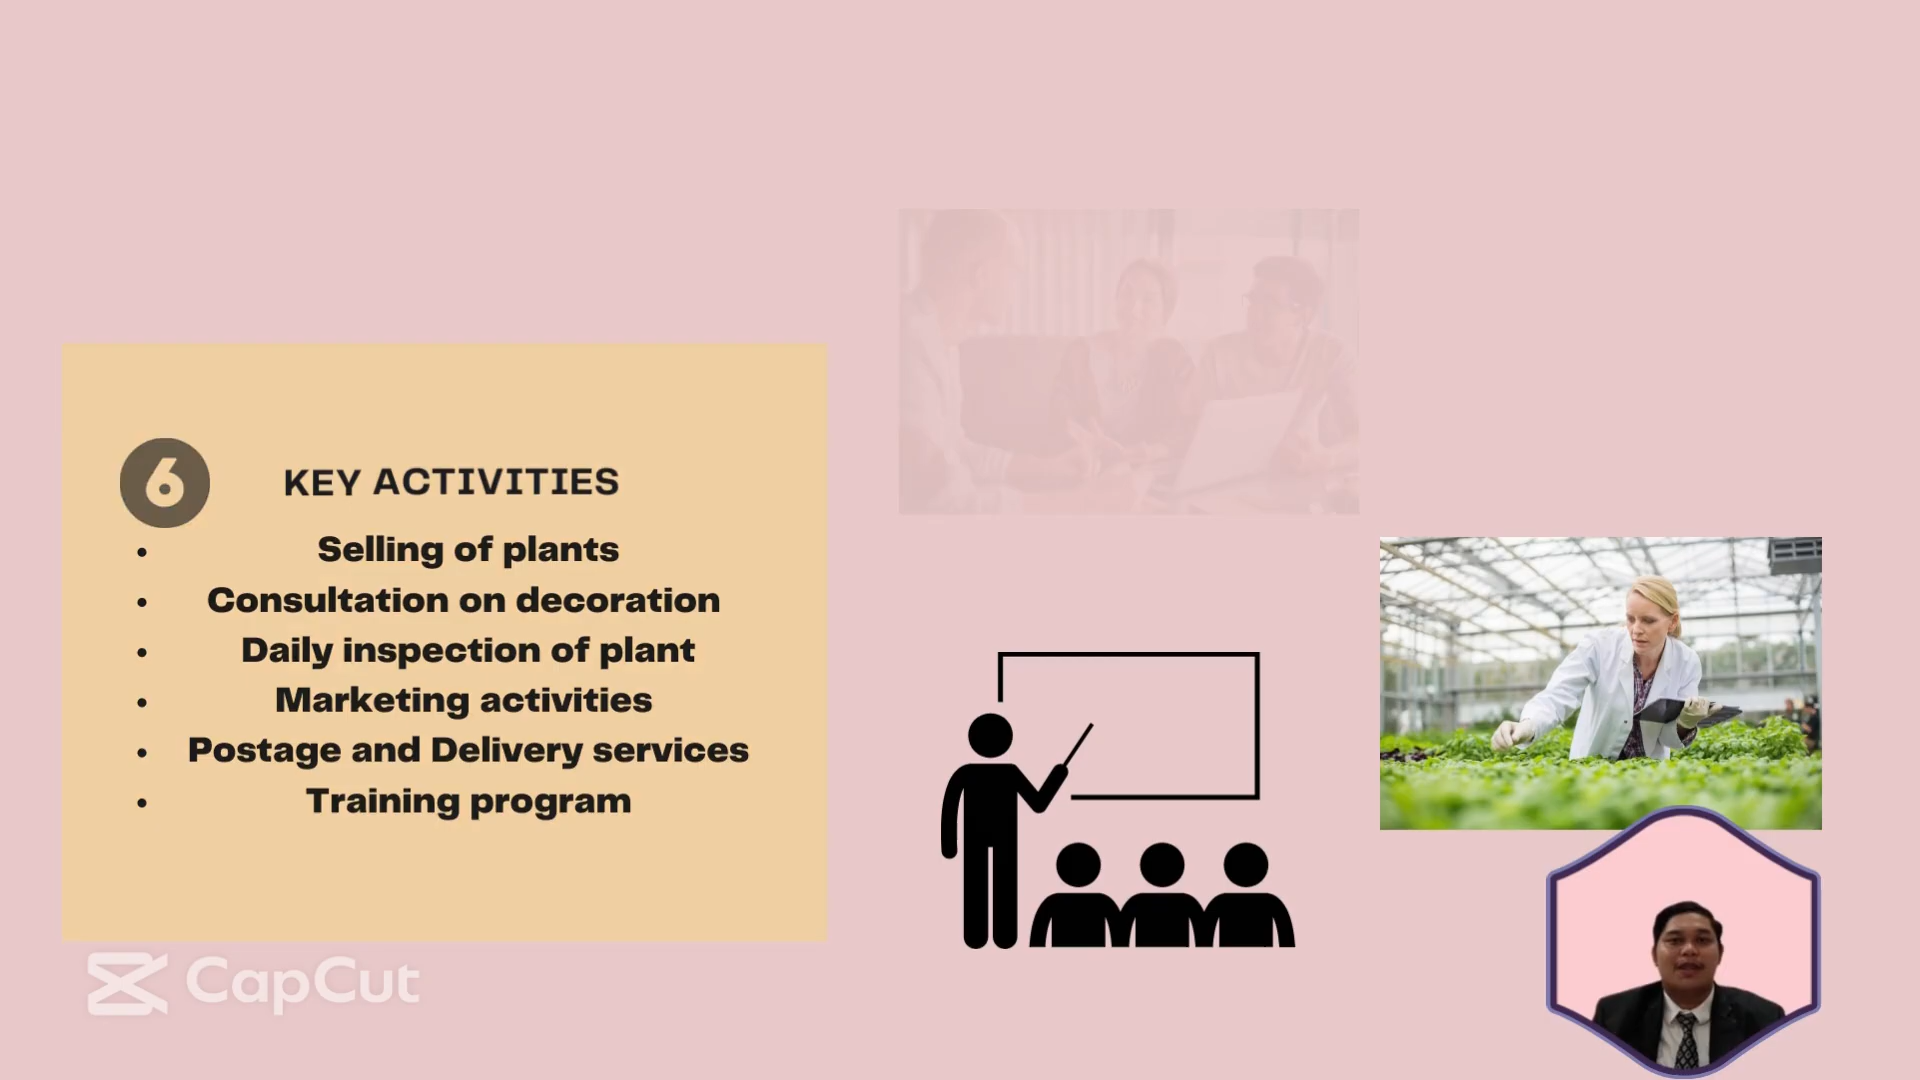 6
KEY ACTIVITIES
• Selling of plants
• Consultation on decoration
• Daily inspection of plant
• Marketing activities
• Postage and Delivery services
• Training program
CapCut